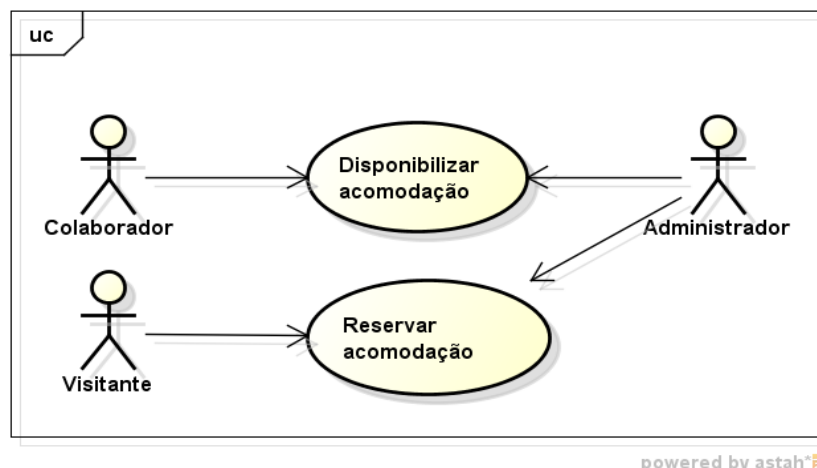 uc
Disponibilizar
acomodação
Colaborador
Administrador
Reservar
acomodação
Visitante
powered by astah*